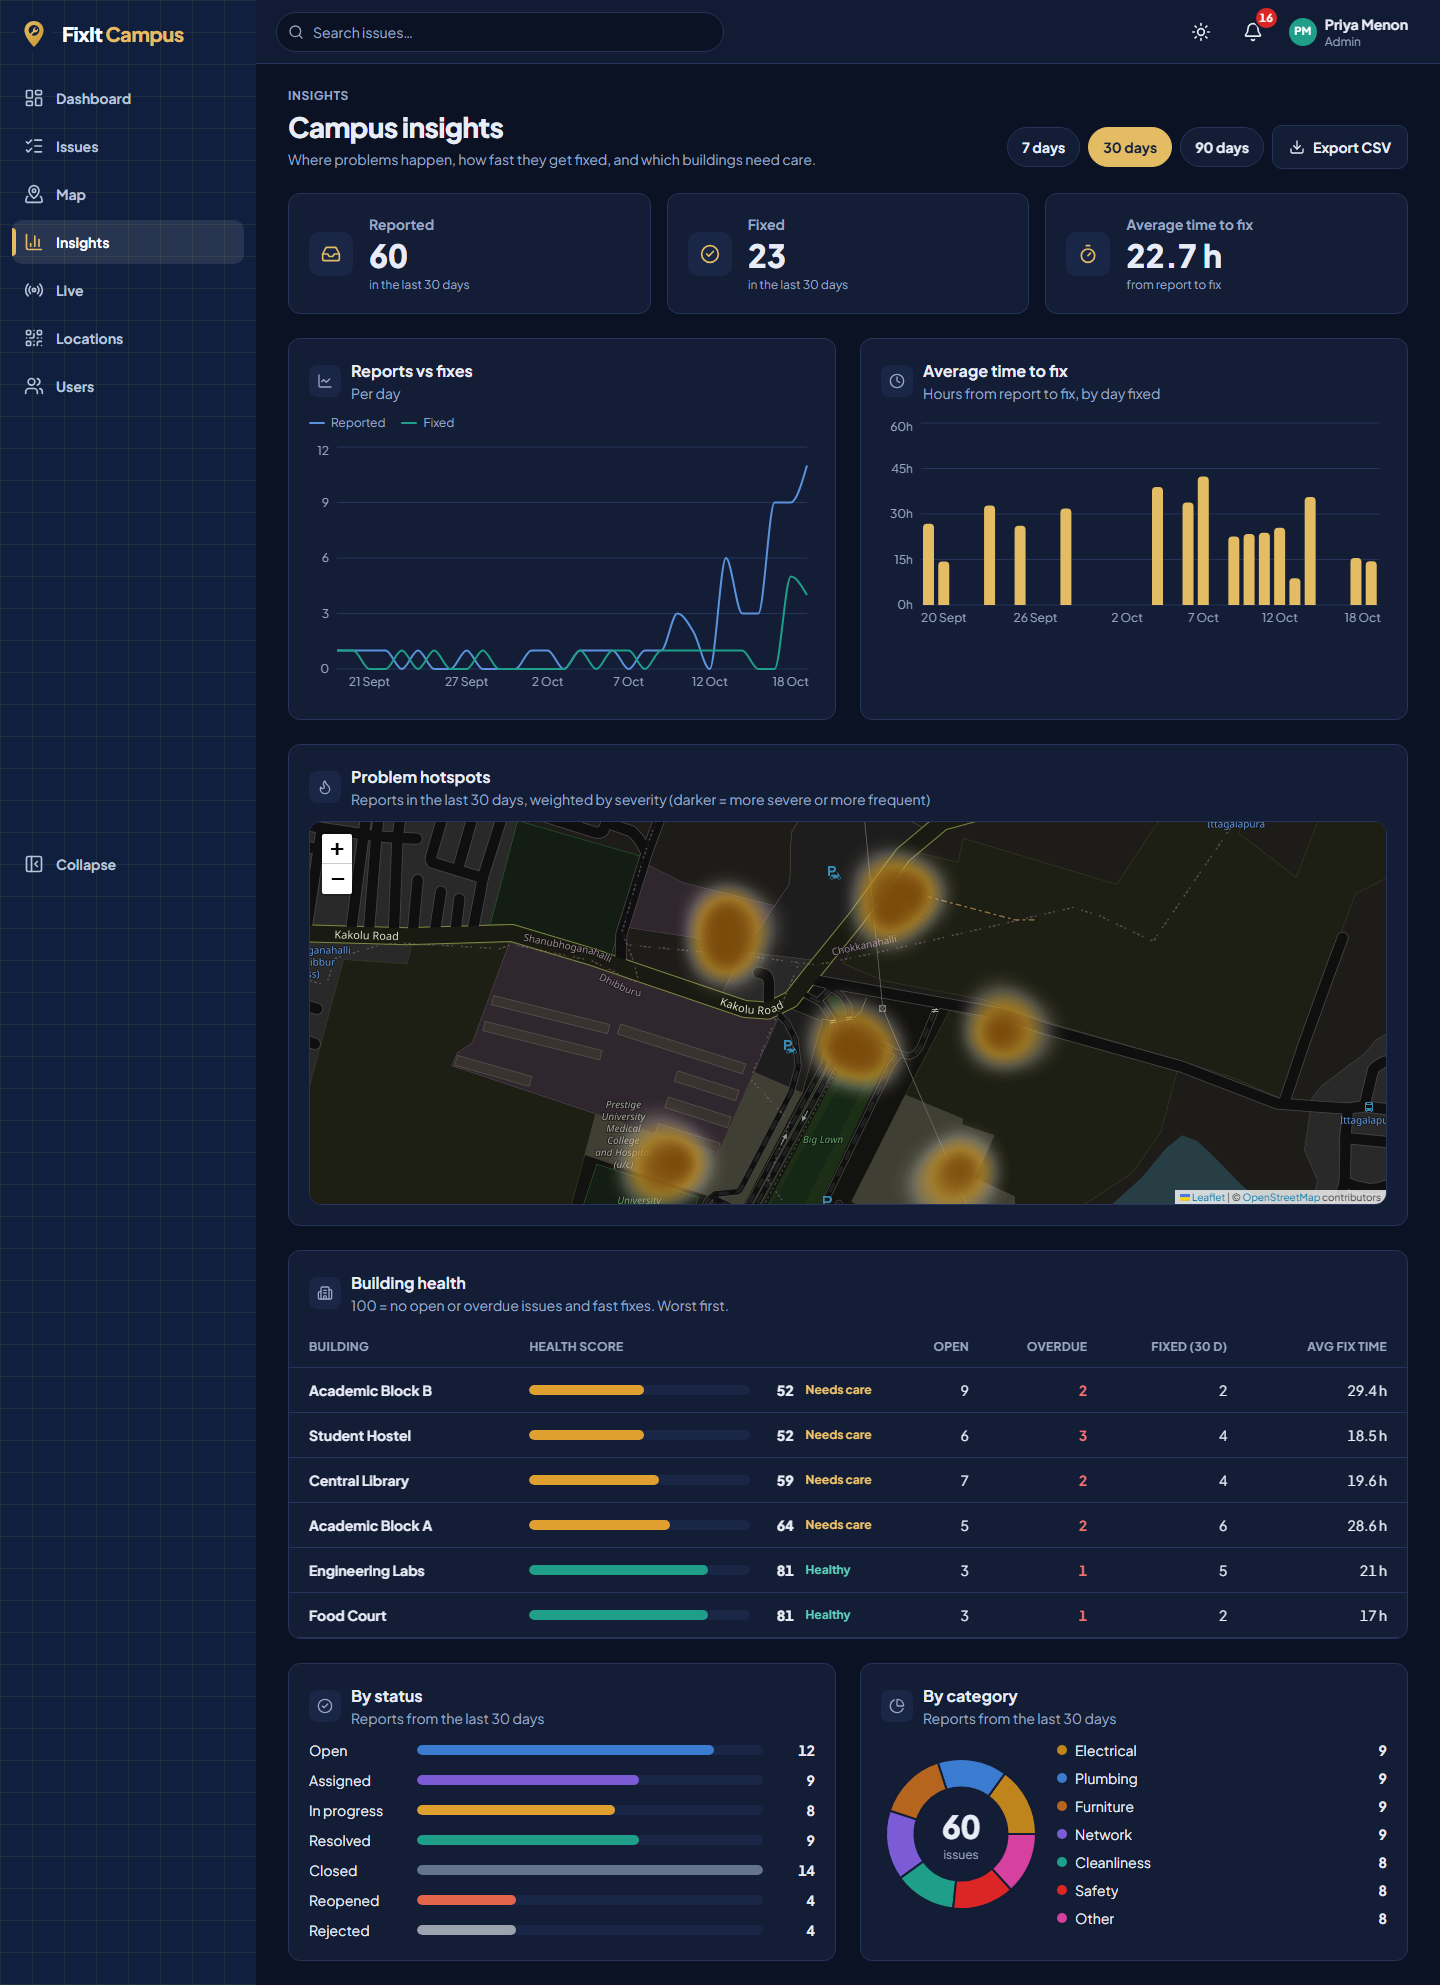 FixIt Campus
Search issues...
16
PM
Priya Menon
Admin
Dashboard
Issues
Map
Insights
Live
Locations
Users
Collapse
INSIGHTS
Campus insights
Where problems happen, how fast they get fixed, and which buildings need care.
7 days
30 days
90 days
Export CSV
Reported
60
in the last 30 days
Fixed
23
in the last 30 days
Average time to fix
22.7 h
from report to fix
Reports vs fixes
Per day
Reported
Fixed
12
9
6
3
0
21 Sept
27 Sept
2 Oct
7 Oct
12 Oct
18 Oct
Average time to fix
Hours from report to fix, by day fixed
60h
45h
30h
15h
0h
20 Sept
26 Sept
2 Oct
7 Oct
12 Oct
18 Oct
Problem hotspots
Reports in the last 30 days, weighted by severity (darker = more severe or more frequent)
+
−
Ittagalapura
P
Kakolu Road
ganahalli
ibbur
ss)
Shanubhoganahalli
Dhibburu
Chokkanahalli
Kakolu Road
P
Prestige
University
Medical
College
and Hospita
(u/c)
Big Lawn
University
P
Ittagalapu
Leaflet | © OpenStreetMap contributors
Building health
100 = no open or overdue issues and fast fixes. Worst first.
BUILDING HEALTH SCORE OPEN OVERDUE FIXED (30 D) AVG FIX TIME
Academic Block B 52 Needs care 9 2 2 29.4 h
Student Hostel 52 Needs care 6 3 4 18.5 h
Central Library 59 Needs care 7 2 4 19.6 h
Academic Block A 64 Needs care 5 2 6 28.6 h
Engineering Labs 81 Healthy 3 1 5 21 h
Food Court 81 Healthy 3 1 2 17 h
By status
Reports from the last 30 days
Open 12
Assigned 9
In progress 8
Resolved 9
Closed 14
Reopened 4
Rejected 4
By category
Reports from the last 30 days
60
issues
Electrical 9
Plumbing 9
Furniture 9
Network 9
Cleanliness 8
Safety 8
Other 8